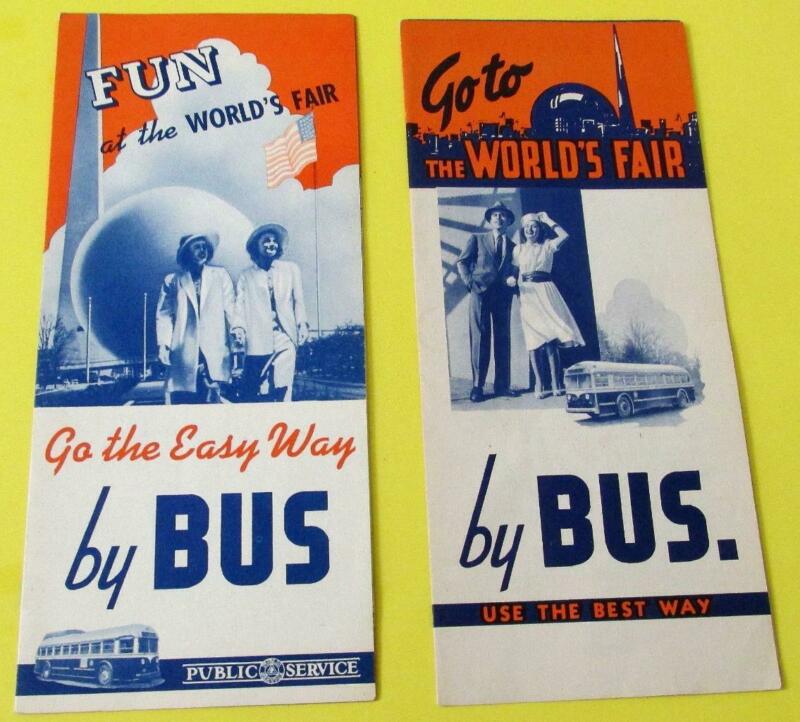 FUN
at the WORLD'S FAIR
Go the Easy Way
by BUS
PUBLIC SERVICE
Go to
THE WORLD'S FAIR
by BUS.
USE THE BEST WAY